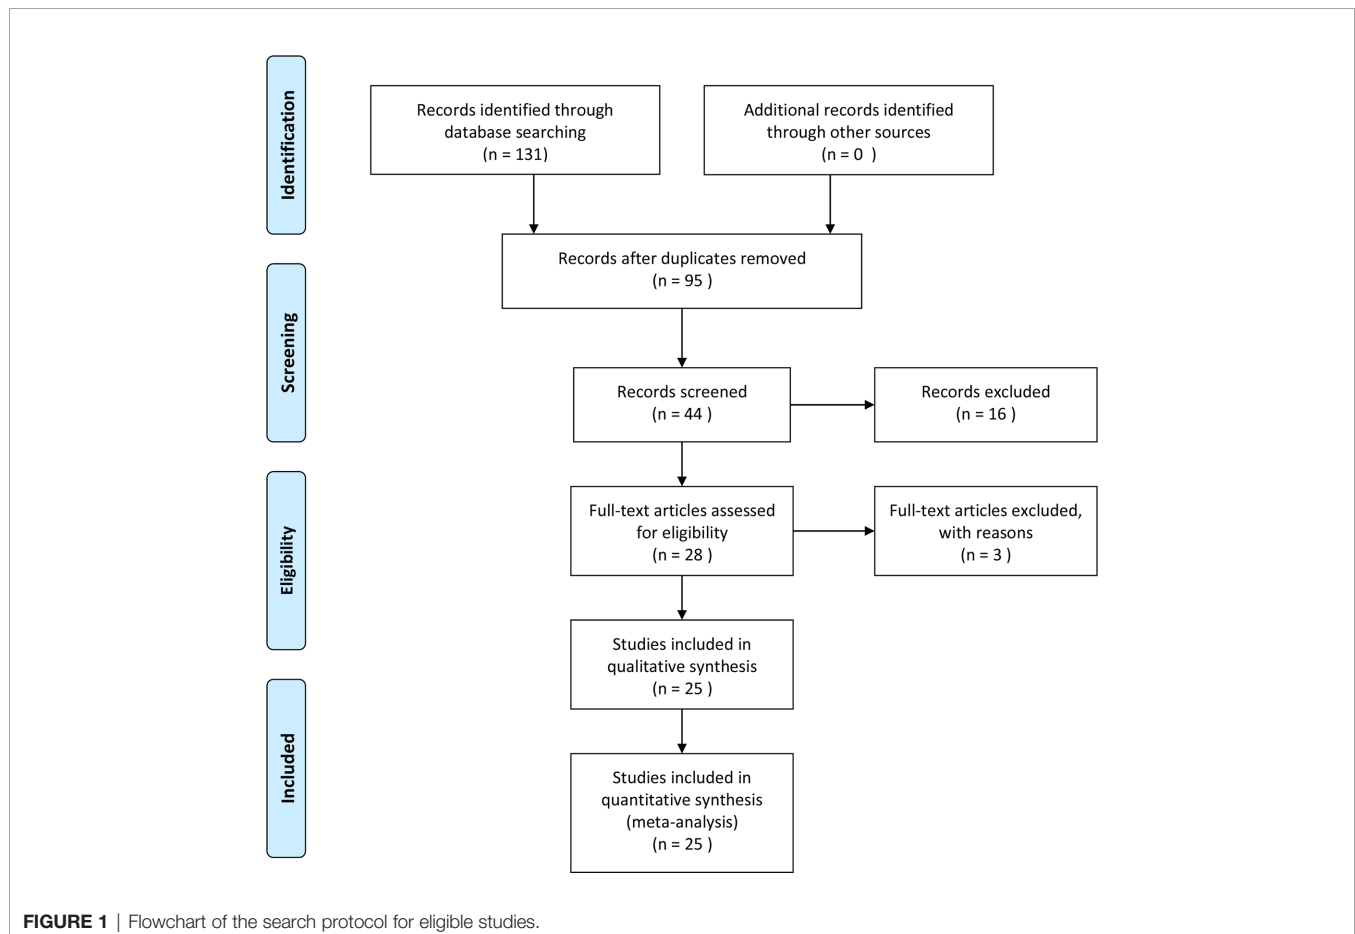 Identification
Records identified through
database searching
(n = 131)
Additional records identified
through other sources
(n = 0  )
Records after duplicates removed
(n = 95 )
Screening
Records screened
(n = 44 )
Records excluded
(n = 16 )
Eligibility
Full-text articles assessed
for eligibility
(n = 28 )
Full-text articles excluded,
with reasons
(n = 3 )
Studies included in
qualitative synthesis
(n = 25 )
Included
Studies included in
quantitative synthesis
(meta-analysis)
(n = 25 )
FIGURE 1 | Flowchart of the search protocol for eligible studies.